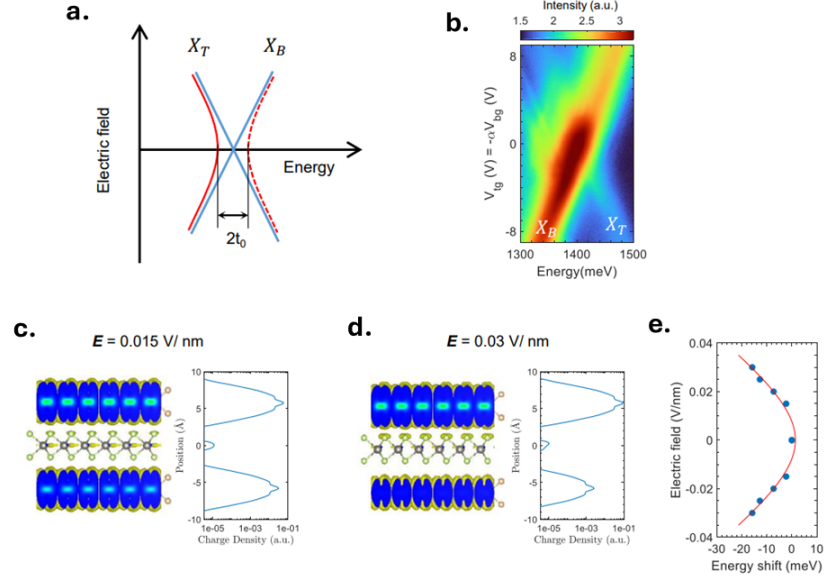 a.
X_T
X_B
Electric field
Energy
2t₀
b.
Intensity (a.u.)
1.5 2 2.5 3
V_tg (V) = -αV_bg (V)
8
0
-8
X_B
X_T
1300 1400 1500
Energy(meV)
c.
E = 0.015 V/ nm
Position (Å)
10
5
0
-5
-10
1e-05 1e-03 1e-01
Charge Density (a.u.)
d.
E = 0.03 V/ nm
Position (Å)
10
5
0
-5
-10
1e-05 1e-03 1e-01
Charge Density (a.u.)
e.
Electric field (V/nm)
0.04
0.02
0
-0.02
-0.04
-30 -20 -10 0 10
Energy shift (meV)